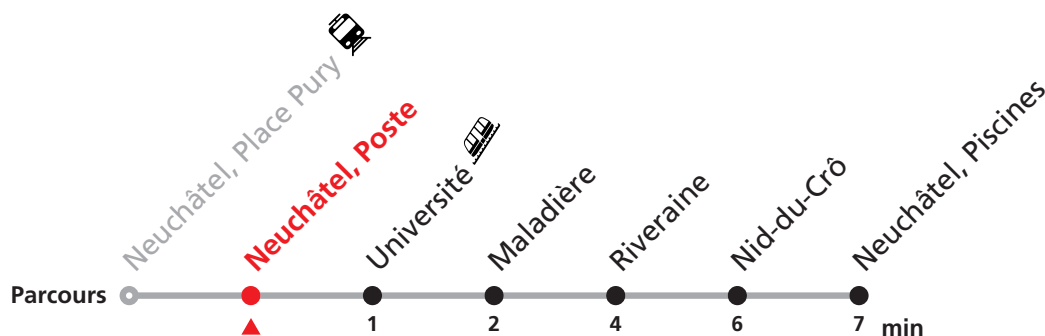 Neuchâtel, Place Pury
Neuchâtel, Poste
Université
Maladière
Riveraine
Nid-du-Crô
Neuchâtel, Piscines
Parcours
1 2 4 6 7 min